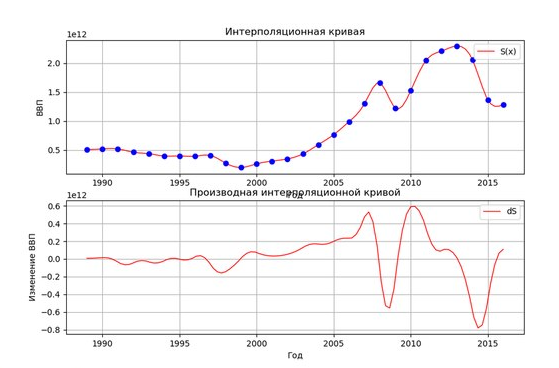 Интерполяционная кривая
1e12
S(x)
2.0
1.5
1.0
0.5
ВВП
1990
1995
2000
2005
2010
2015
Год
Производная интерполяционной кривой
1e12
dS
0.6
0.4
0.2
0.0
−0.2
−0.4
−0.6
−0.8
Изменение ВВП
1990
1995
2000
2005
2010
2015
Год